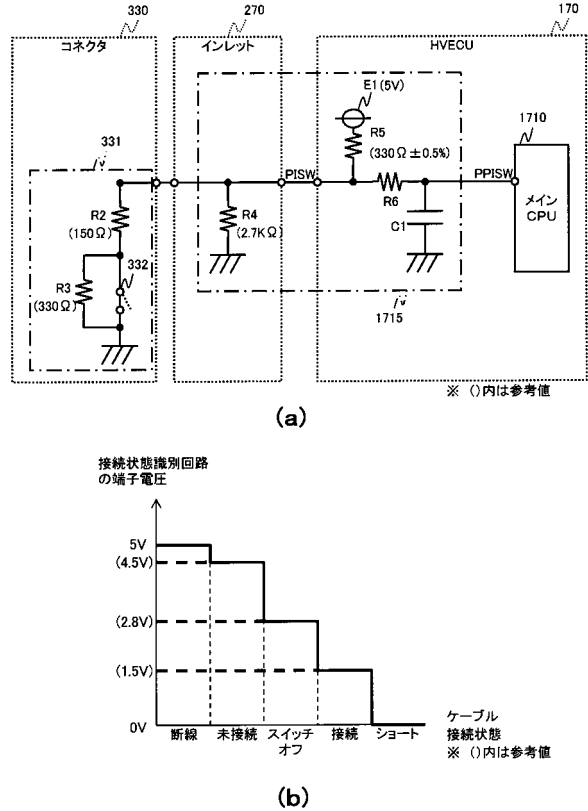 330
270
170
コネクタ
インレット
HVECU
E1(5V)
1710
331
R5
(330Ω±0.5%)
PISW
PPISW
メイン
CPU
R6
R2
(150Ω)
R4
(2.7KΩ)
C1
332
R3
(330Ω)
1715
※ ()内は参考値
(a)
接続状態識別回路
の端子電圧
5V
(4.5V)
(2.8V)
(1.5V)
0V
断線
未接続
スイッチ
オフ
接続
ショート
ケーブル
接続状態
※ ()内は参考値
(b)